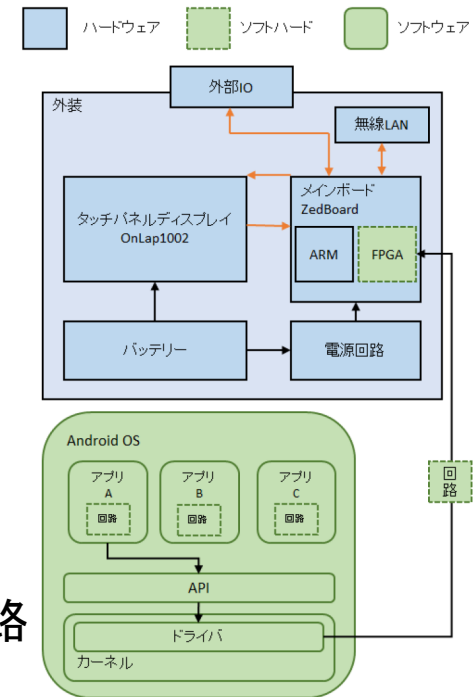 ハードウェア
ソフトハード
ソフトウェア
外部IO
外装
無線LAN
タッチパネルディスプレイ
OnLap1002
メインボード
ZedBoard
ARM
FPGA
バッテリー
電源回路
Android OS
アプリ
A
回路
アプリ
B
回路
アプリ
C
回路
回
路
API
ドライバ
カーネル
路